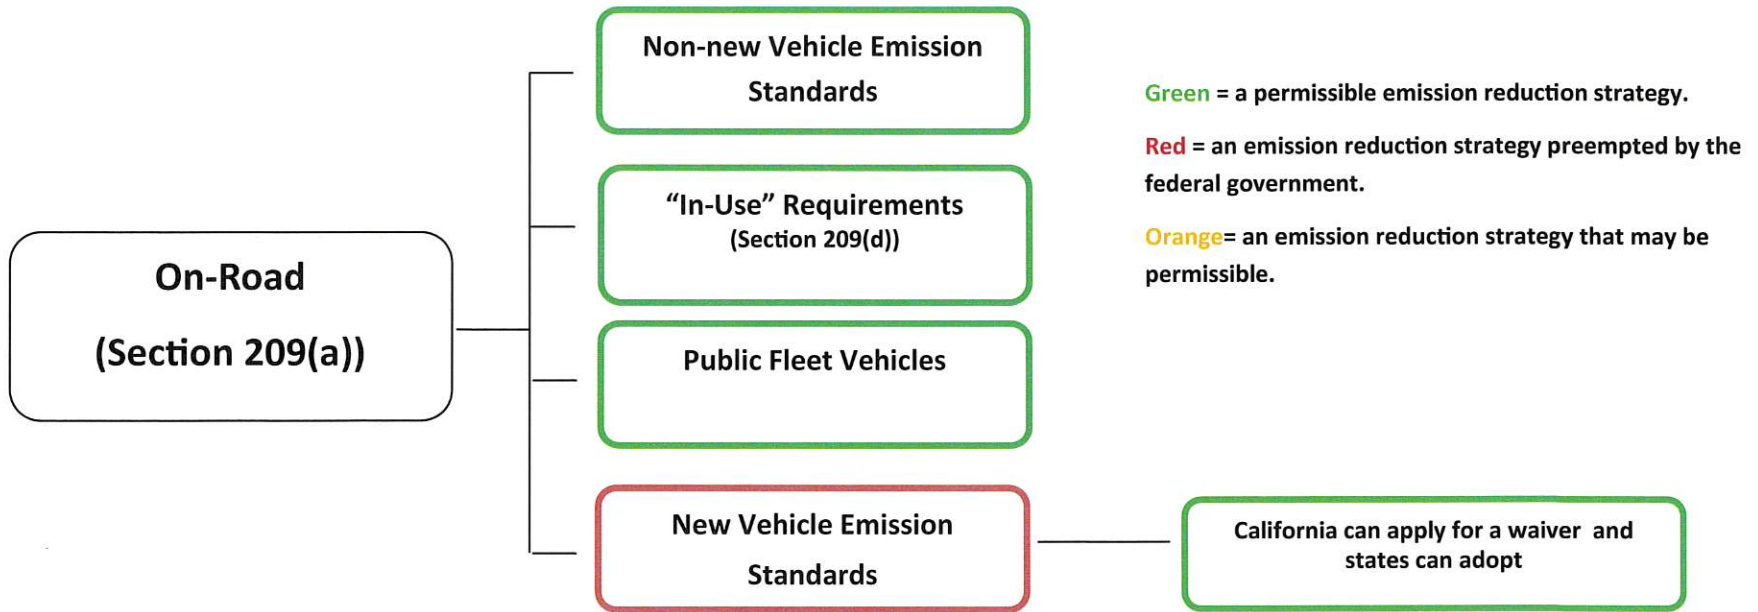 Non-new Vehicle Emission
Standards
“In-Use” Requirements
(Section 209(d))
On-Road
(Section 209(a))
Public Fleet Vehicles
New Vehicle Emission
Standards
California can apply for a waiver and
states can adopt
Green = a permissible emission reduction strategy.
Red = an emission reduction strategy preempted by the
federal government.
Orange= an emission reduction strategy that may be
permissible.